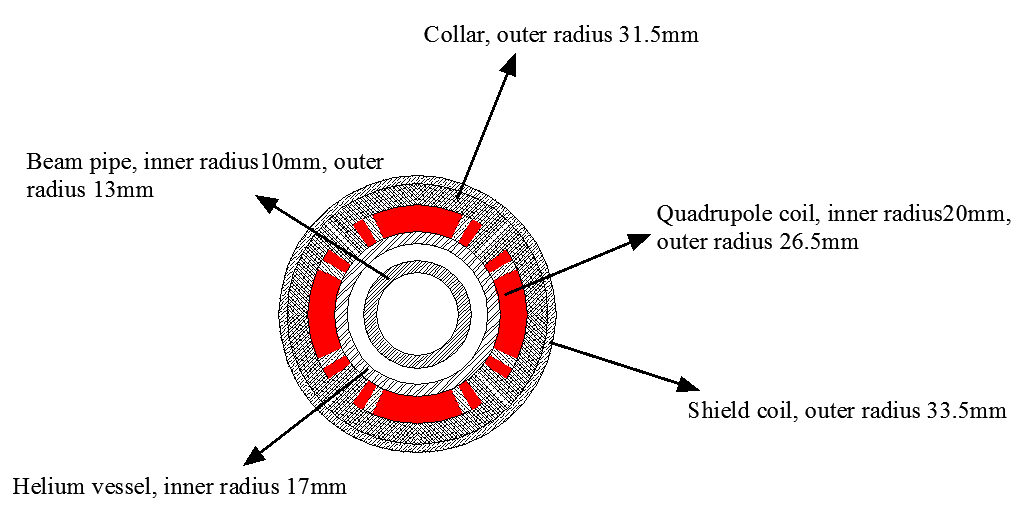 Collar, outer radius 31.5mm
Beam pipe, inner radius10mm, outer
radius 13mm
Quadrupole coil, inner radius20mm,
outer radius 26.5mm
Shield coil, outer radius 33.5mm
Helium vessel, inner radius 17mm